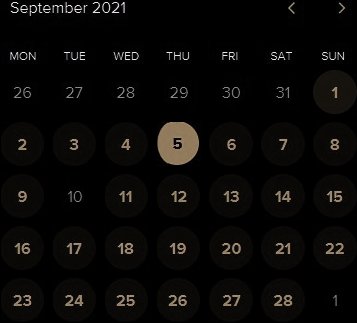 September 2021
MON TUE WED THU FRI SAT SUN
26 27 28 29 30 31 1
2 3 4 5 6 7 8
9 10 11 12 13 14 15
16 17 18 19 20 21 22
23 24 25 26 27 28 1